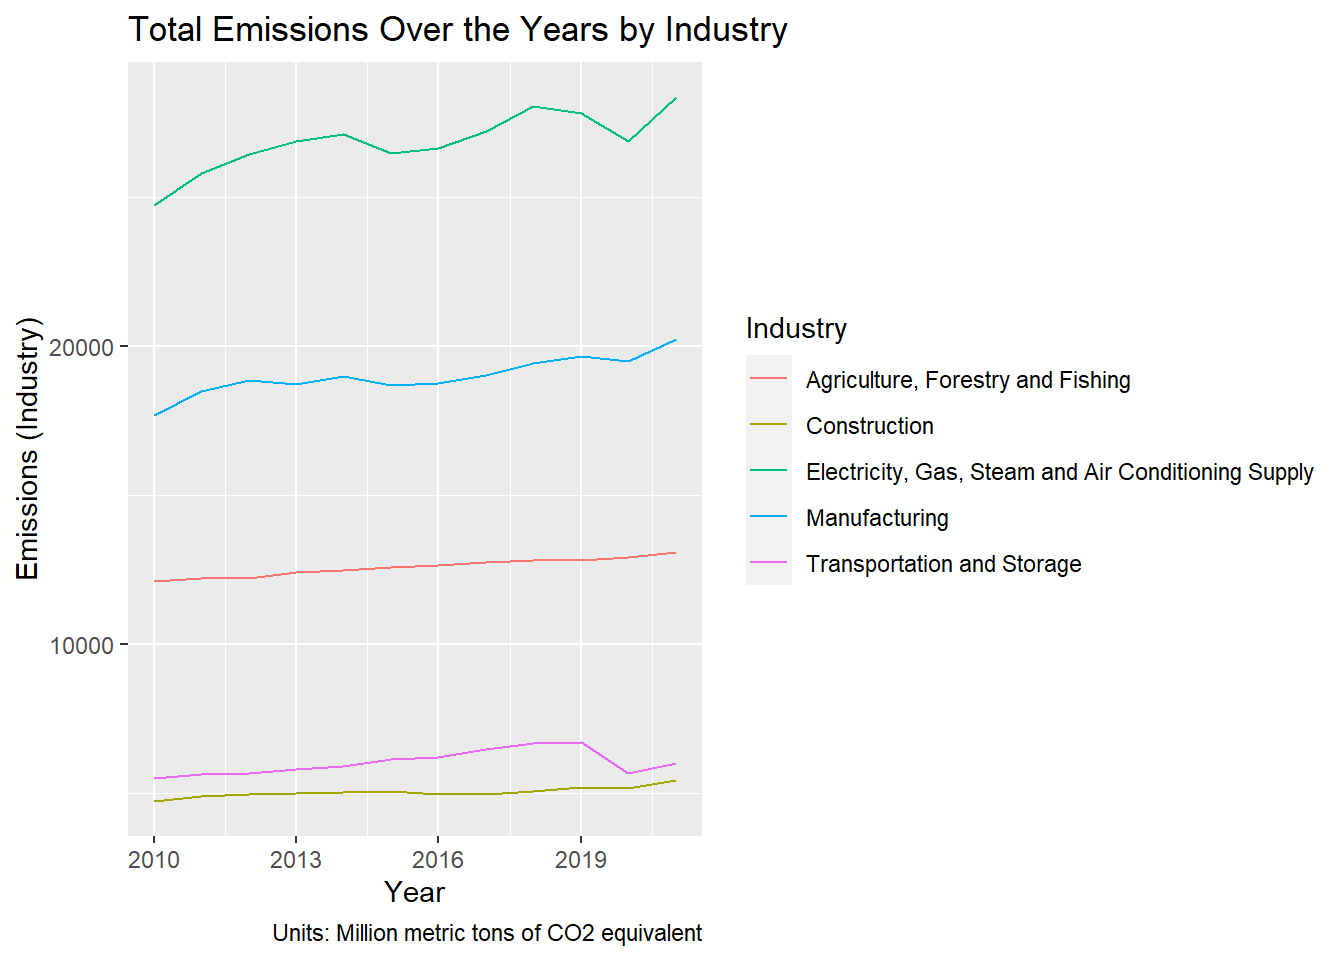 Total Emissions Over the Years by Industry
Emissions (Industry)
20000
10000
2010 2013 2016 2019
Year
Units: Million metric tons of CO2 equivalent
Industry
Agriculture, Forestry and Fishing
Construction
Electricity, Gas, Steam and Air Conditioning Supply
Manufacturing
Transportation and Storage